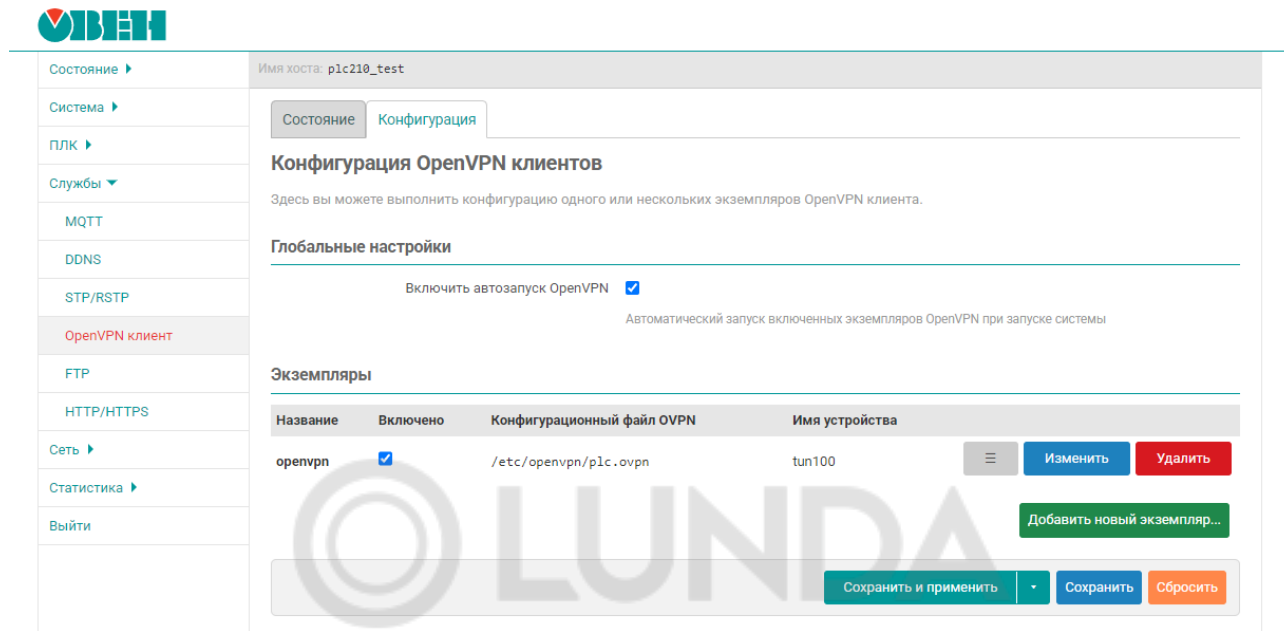 ОВЕН
Состояние
Имя хоста: plc210_test
Система
ПЛК
Службы
MQTT
DDNS
STP/RSTP
OpenVPN клиент
FTP
HTTP/HTTPS
Сеть
Статистика
Выйти
Состояние Конфигурация
Конфигурация OpenVPN клиентов
Здесь вы можете выполнить конфигурацию одного или нескольких экземпляров OpenVPN клиента.
Глобальные настройки
Включить автозапуск OpenVPN
Автоматический запуск включенных экземпляров OpenVPN при запуске системы
Экземпляры
Название Включено Конфигурационный файл OVPN Имя устройства
openvpn /etc/openvpn/plc.ovpn tun100 Изменить Удалить
Добавить новый экземпляр...
LUNDA
Сохранить и применить Сохранить Сбросить